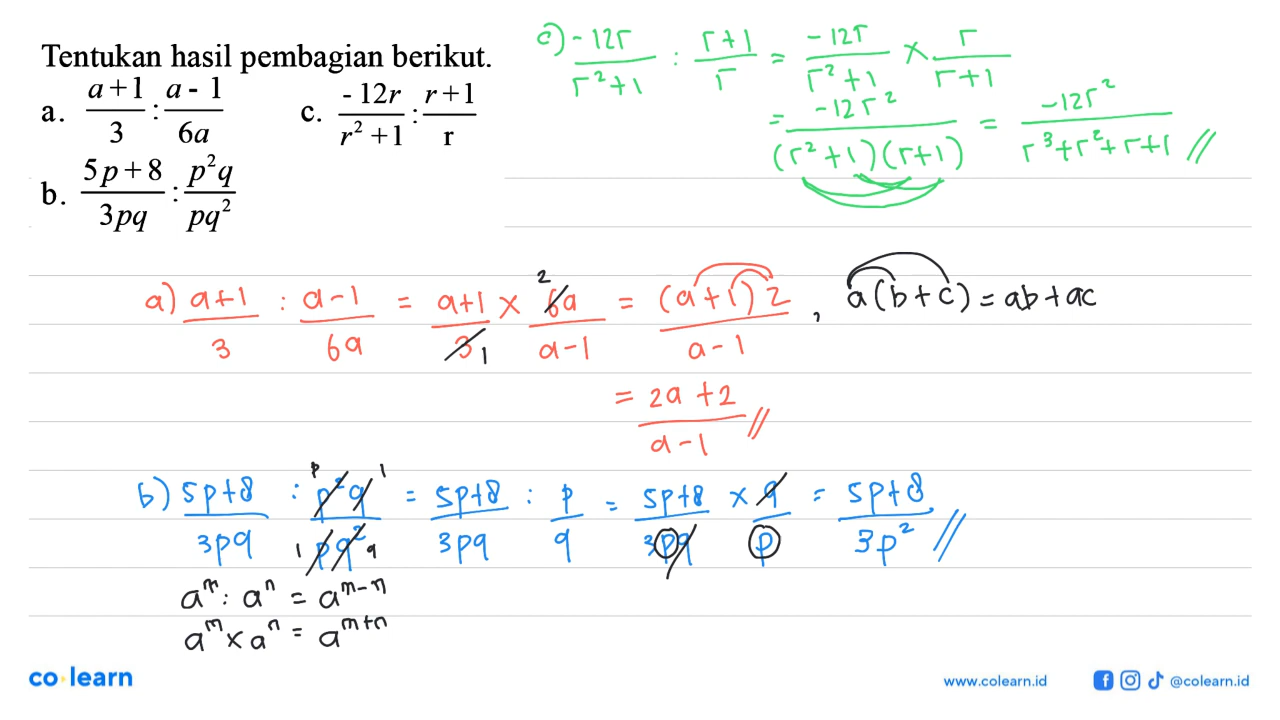 Tentukan hasil pembagian berikut.
a. (a+1)/3 : (a-1)/6a
b. (5p+8)/3pq : p²q/pq²
c. -12r/(r²+1) : (r+1)/r
c) -12r/(r²+1) : (r+1)/r = -12r/(r²+1) × r/(r+1)
= -12r²/((r²+1)(r+1)) = -12r²/(r³+r²+r+1) //
a) (a+1)/3 : (a-1)/6a = (a+1)/3 1 × 2 6a/(a-1) = (a+1)2/(a-1) , a(b+c) = ab+ac
= (2a+2)/(a-1) //
b) (5p+8)/3pq : p 1 p²q/pq² 1 q = (5p+8)/3pq : p/q = (5p+8)/3pq × q/p = (5p+8)/3p² //
aᵐ : aⁿ = aᵐ⁻ⁿ
aᵐ × aⁿ = aᵐ⁺ⁿ
co·learn
www.colearn.id
@colearn.id